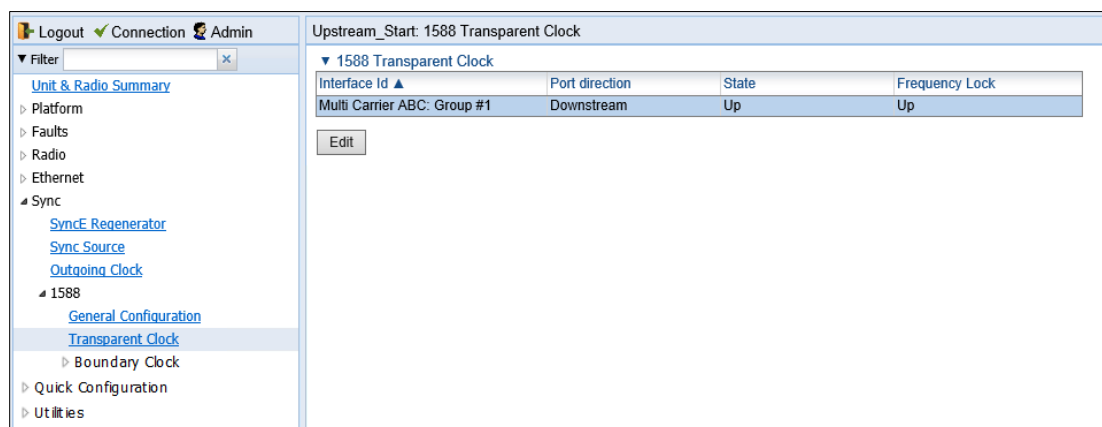 Logout Connection Admin
Filter
Unit & Radio Summary
Platform
Faults
Radio
Ethernet
Sync
SyncE Regenerator
Sync Source
Outgoing Clock
1588
General Configuration
Transparent Clock
Boundary Clock
Quick Configuration
Utilities
Upstream_Start: 1588 Transparent Clock
▼ 1588 Transparent Clock
Interface Id ▲ Port direction State Frequency Lock
Multi Carrier ABC: Group #1 Downstream Up Up
Edit